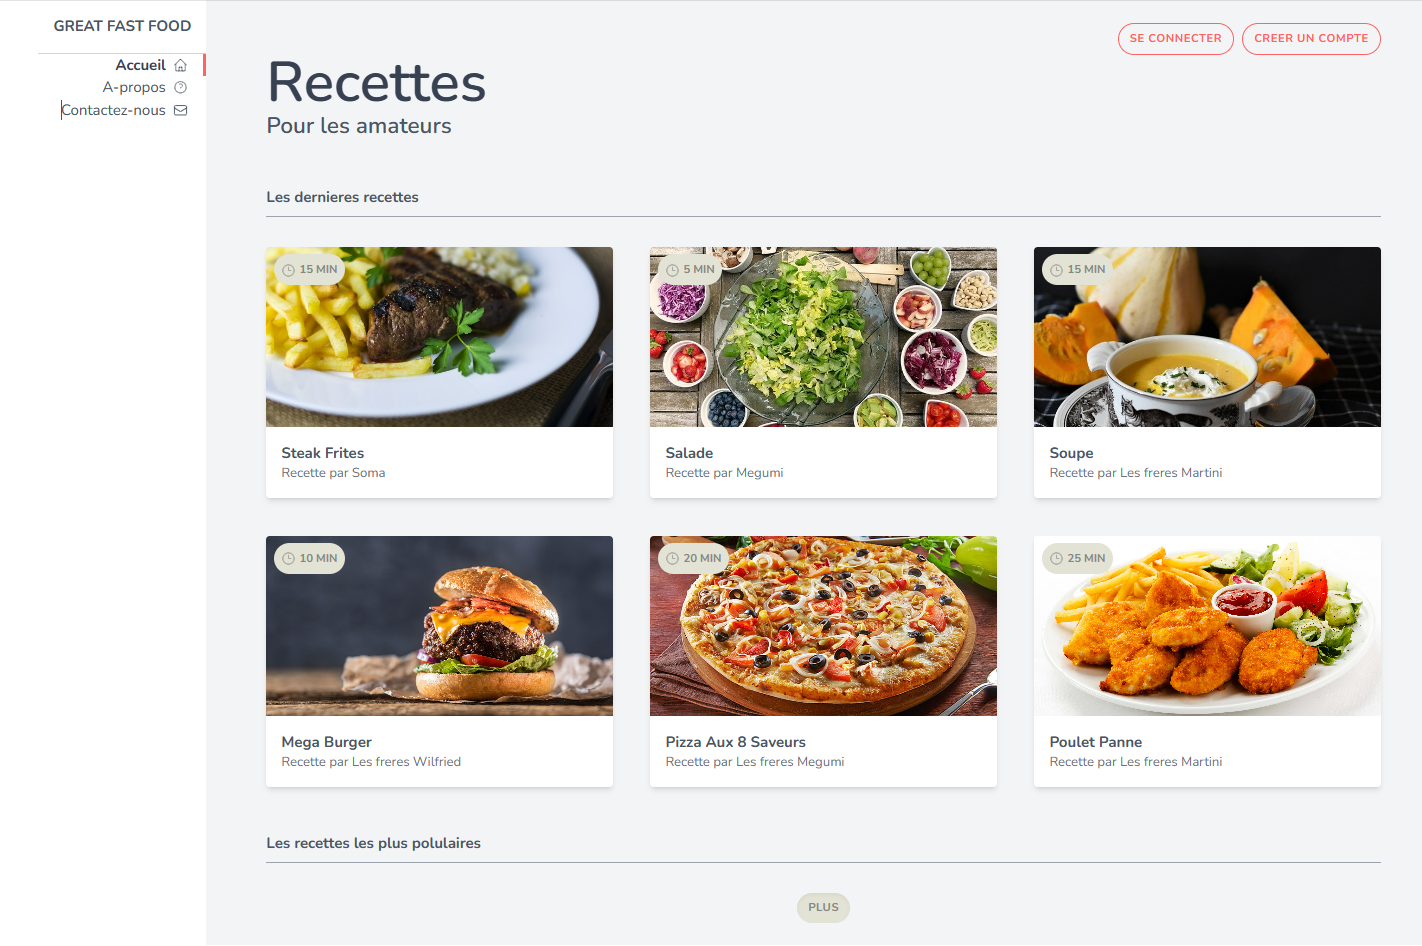 GREAT FAST FOOD
Accueil
A-propos
Contactez-nous
SE CONNECTER
CREER UN COMPTE
Recettes
Pour les amateurs
Les dernieres recettes
15 MIN
Steak Frites
Recette par Soma
5 MIN
Salade
Recette par Megumi
15 MIN
Soupe
Recette par Les freres Martini
10 MIN
Mega Burger
Recette par Les freres Wilfried
20 MIN
Pizza Aux 8 Saveurs
Recette par Les freres Megumi
25 MIN
Poulet Panne
Recette par Les freres Martini
Les recettes les plus polulaires
PLUS